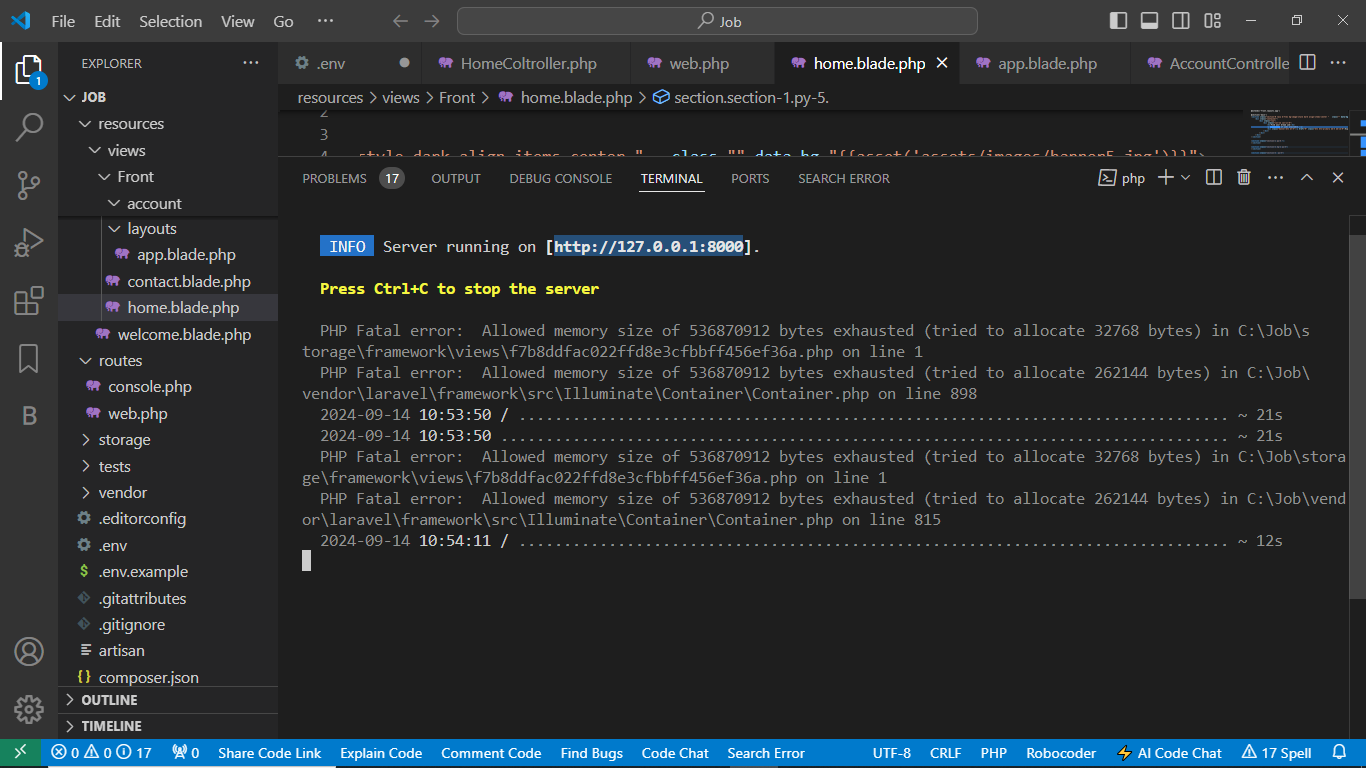 File Edit Selection View Go ··· Job
EXPLORER ···
.env HomeColtroller.php web.php home.blade.php app.blade.php AccountControlle ···
JOB
resources
views
Front
account
layouts
app.blade.php
contact.blade.php
home.blade.php
welcome.blade.php
routes
console.php
web.php
storage
tests
vendor
.editorconfig
.env
.env.example
.gitattributes
.gitignore
artisan
composer.json
OUTLINE
TIMELINE
1
B
resources > views > Front > home.blade.php > section.section-1.py-5.
2
3
4 style-dark align-items-center " class "" data-bg="{{asset('assets/images/banner5.jpg')}}">
PROBLEMS 17 OUTPUT DEBUG CONSOLE TERMINAL PORTS SEARCH ERROR php ···
INFO Server running on [http://127.0.0.1:8000].
Press Ctrl+C to stop the server
PHP Fatal error:  Allowed memory size of 536870912 bytes exhausted (tried to allocate 32768 bytes) in C:\Job\s
torage\framework\views\f7b8ddfac022ffd8e3cfbbff456ef36a.php on line 1
PHP Fatal error:  Allowed memory size of 536870912 bytes exhausted (tried to allocate 262144 bytes) in C:\Job\
vendor\laravel\framework\src\Illuminate\Container\Container.php on line 898
2024-09-14 10:53:50 / ............................................................................... ~ 21s
2024-09-14 10:53:50 ................................................................................. ~ 21s
PHP Fatal error:  Allowed memory size of 536870912 bytes exhausted (tried to allocate 32768 bytes) in C:\Job\stora
ge\framework\views\f7b8ddfac022ffd8e3cfbbff456ef36a.php on line 1
PHP Fatal error:  Allowed memory size of 536870912 bytes exhausted (tried to allocate 262144 bytes) in C:\Job\vend
or\laravel\framework\src\Illuminate\Container\Container.php on line 815
2024-09-14 10:54:11 / ............................................................................... ~ 12s
0 0 17 0 Share Code Link Explain Code Comment Code Find Bugs Code Chat Search Error UTF-8 CRLF PHP Robocoder AI Code Chat 17 Spell